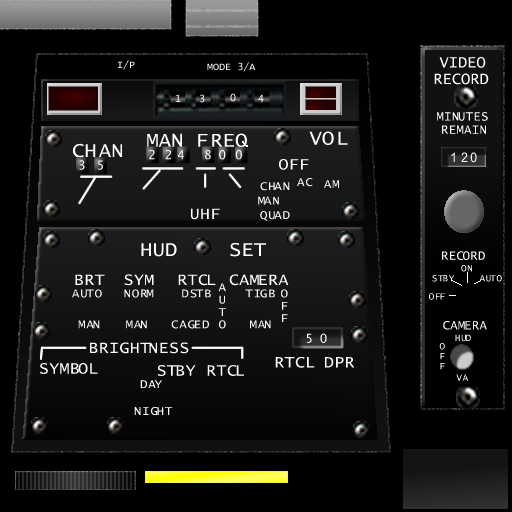 I/P MODE 3/A
1 3 0 4
CHAN MAN FREQ VOL
3 5 2 2 4 8 0 0
OFF
CHAN AC AM
MAN
UHF QUAD
HUD SET
BRT SYM RTCL CAMERA
AUTO NORM DSTB AUTO TIGB OFF
MAN MAN CAGED MAN
5 0
BRIGHTNESS
RTCL DPR
SYMBOL STBY RTCL
DAY
NIGHT
VIDEO
RECORD
MINUTES
REMAIN
120
RECORD
ON
STBY AUTO
OFF
CAMERA
HUD
OFF
VA